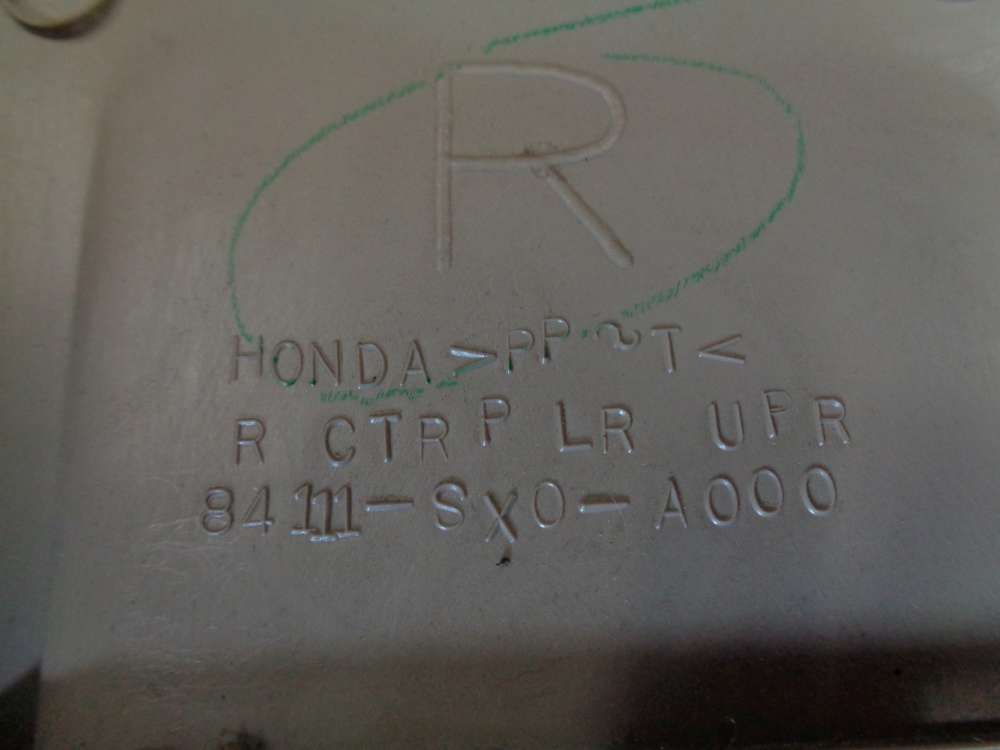 R
HONDA >PP~T<
R CTR P LR UPR
84111-SX0-A000